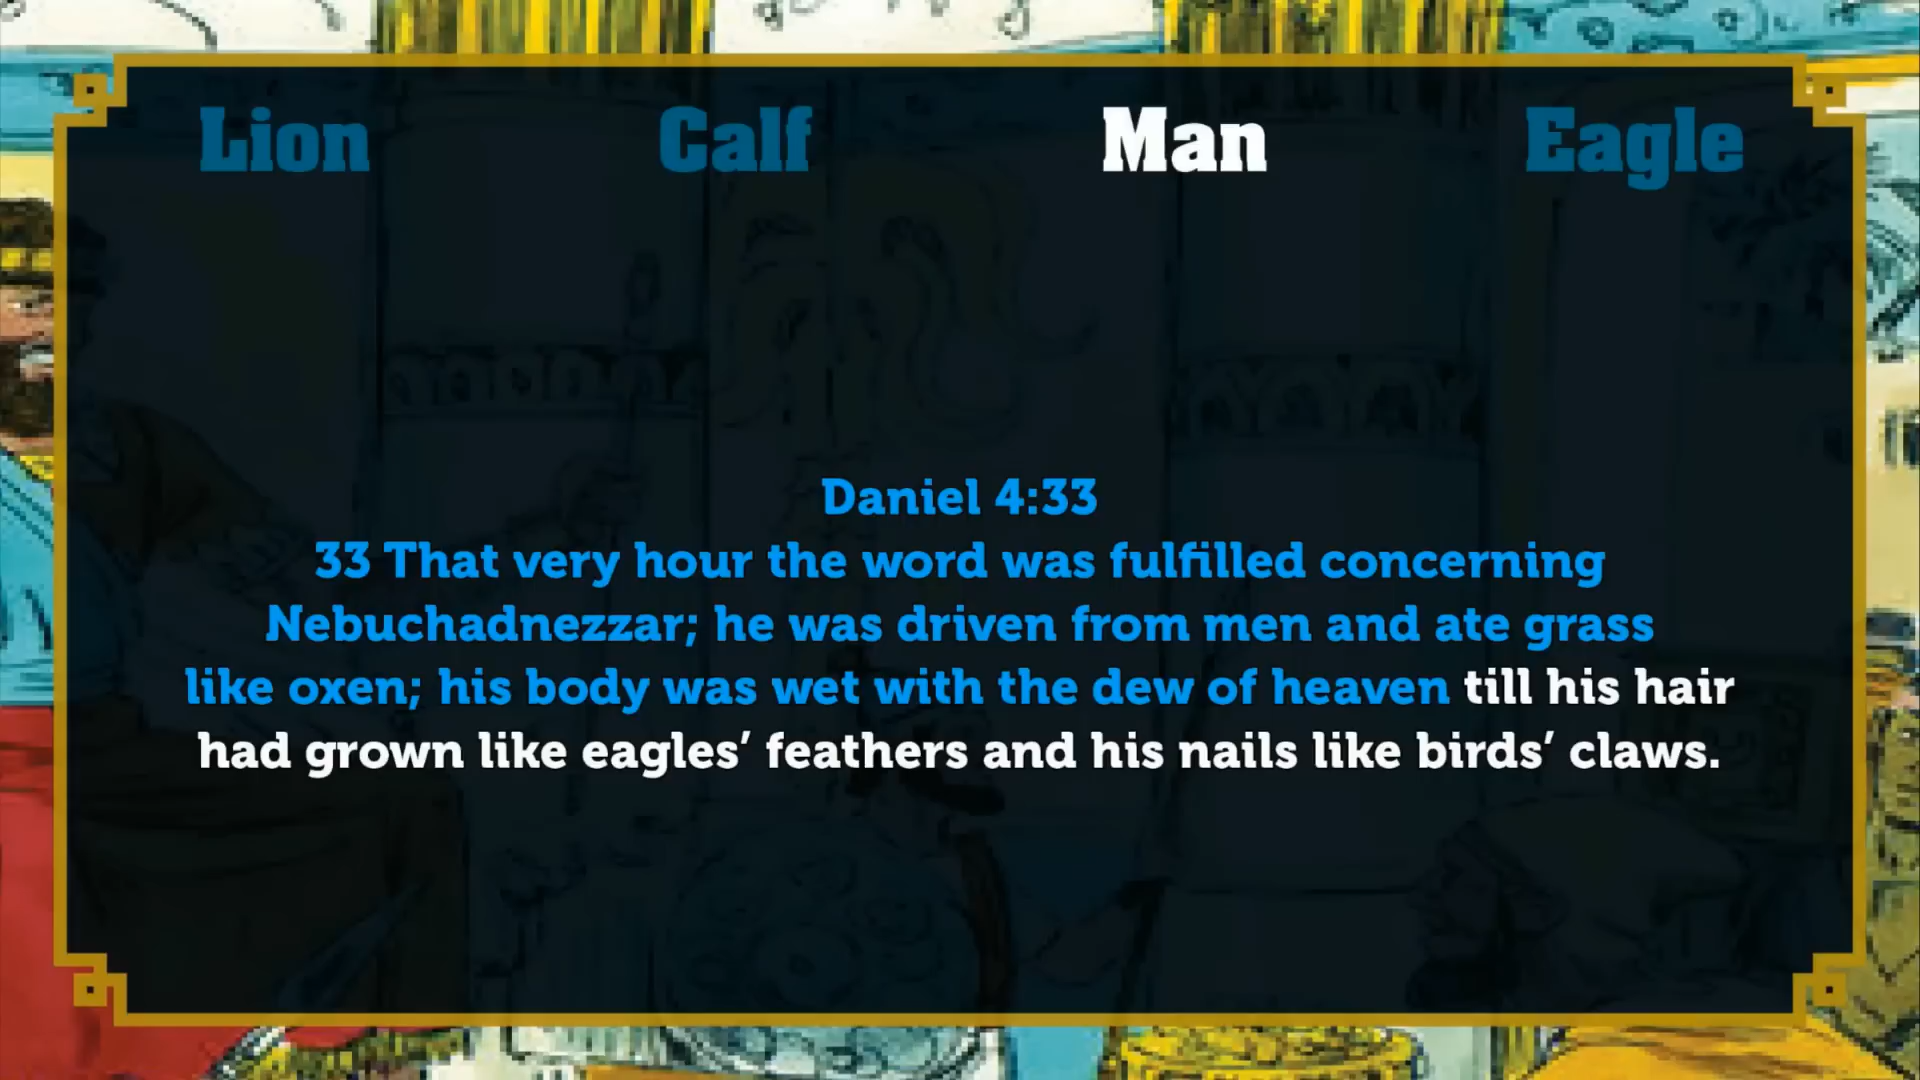 Lion Calf Man Eagle
Daniel 4:33
33 That very hour the word was fulfilled concerning
Nebuchadnezzar; he was driven from men and ate grass
like oxen; his body was wet with the dew of heaven till his hair
had grown like eagles’ feathers and his nails like birds’ claws.